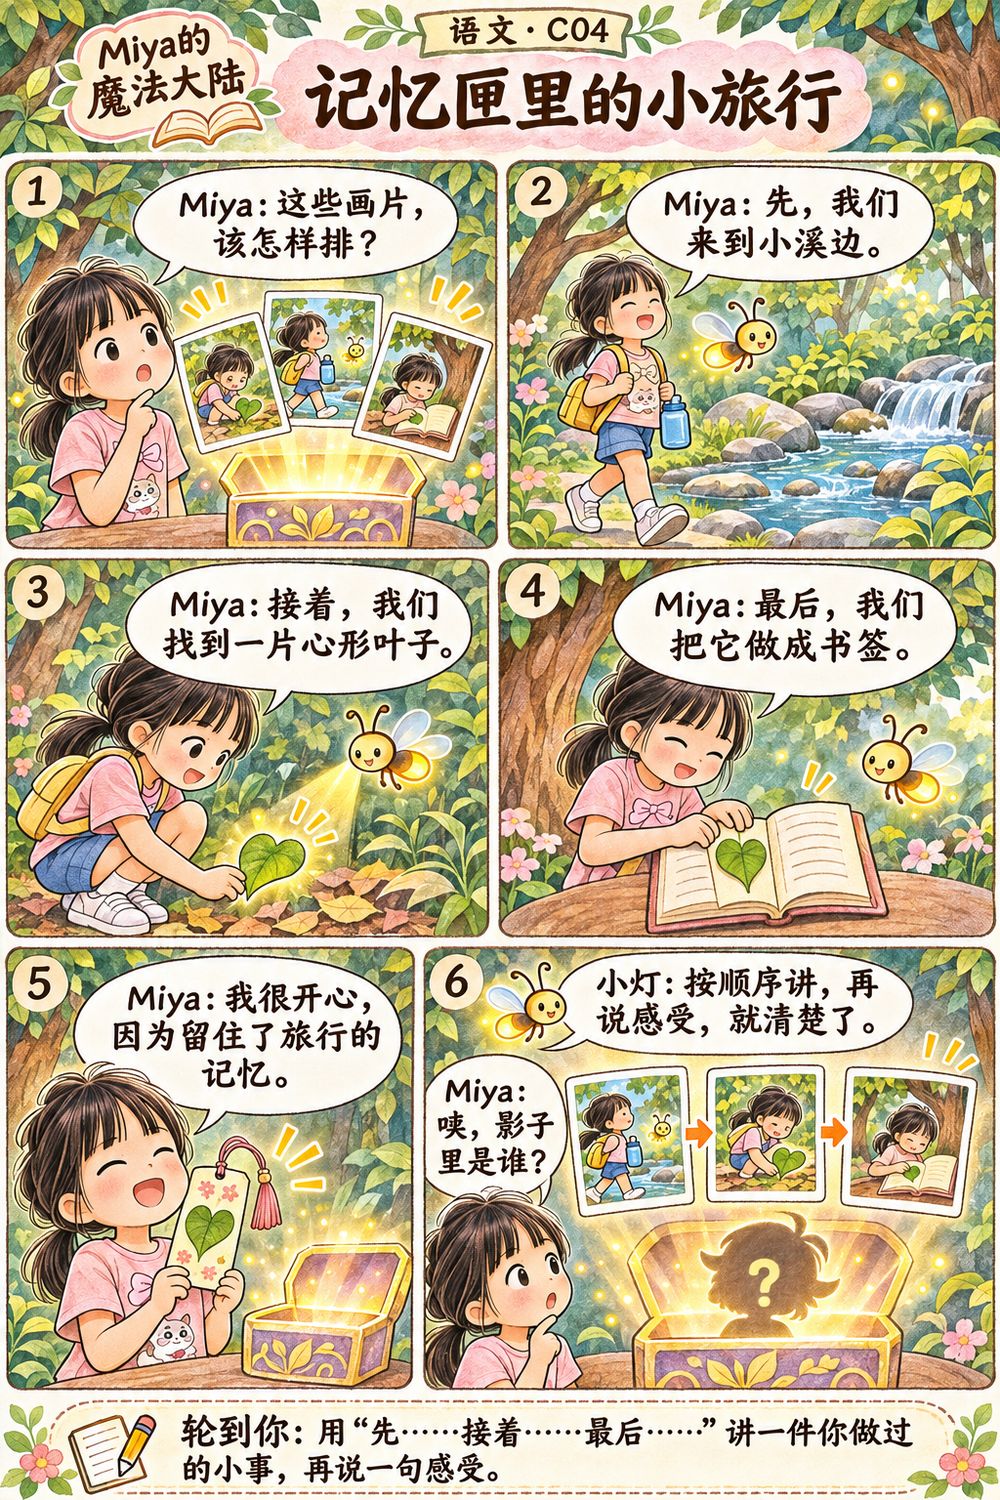 Miya的
魔法大陆
语文·C04
记忆匣里的小旅行
1
Miya：这些画片，
该怎样排？
2
Miya：先，我们
来到小溪边。
3
Miya：接着，我们
找到一片心形叶子。
4
Miya：最后，我们
把它做成书签。
5
Miya：我很开心，
因为留住了旅行的
记忆。
6
小灯：按顺序讲，再
说感受，就清楚了。
Miya：
咦，影子
里是谁？
?
轮到你：用“先……接着……最后……”讲一件你做过
的小事，再说一句感受。